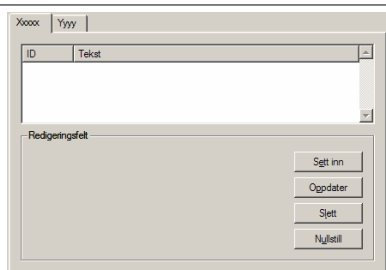 Xxxxx Yyyy
ID Tekst
Redigeringsfelt
Sett inn
Oppdater
Slett
Nullstill